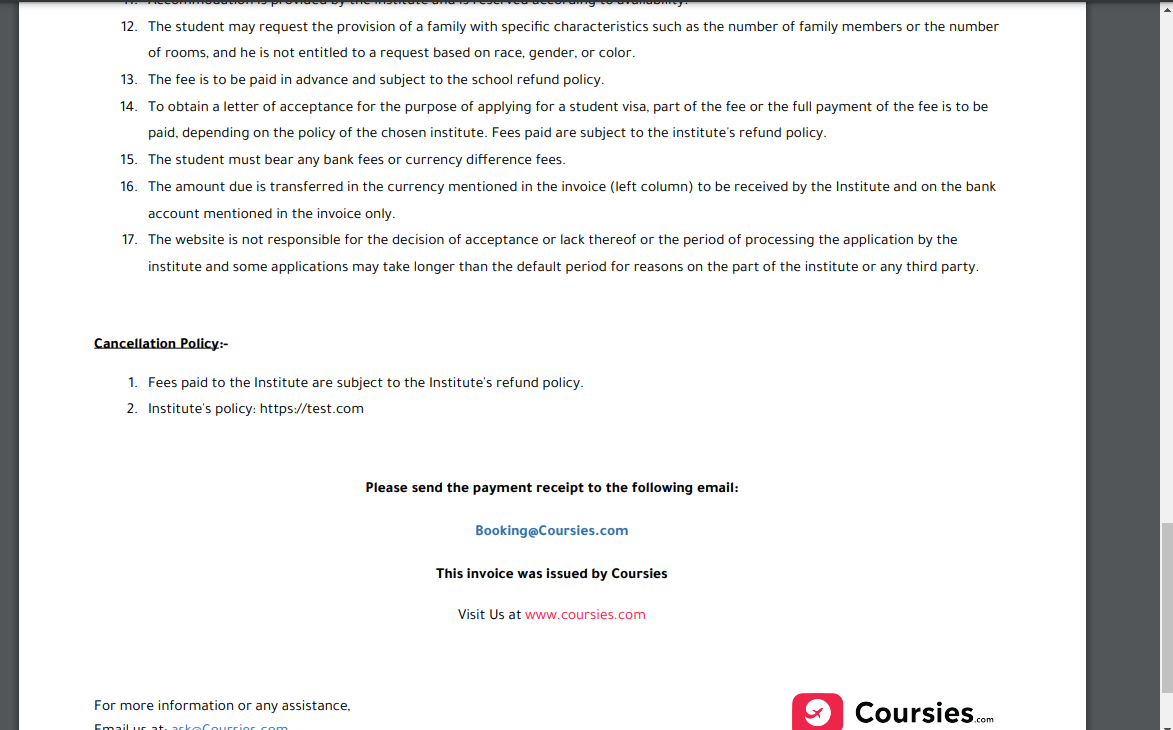 11. Accommodation is provided by the institute and is reserved according to availability.
12. The student may request the provision of a family with specific characteristics such as the number of family members or the number
of rooms, and he is not entitled to a request based on race, gender, or color.
13. The fee is to be paid in advance and subject to the school refund policy.
14. To obtain a letter of acceptance for the purpose of applying for a student visa, part of the fee or the full payment of the fee is to be
paid, depending on the policy of the chosen institute. Fees paid are subject to the institute's refund policy.
15. The student must bear any bank fees or currency difference fees.
16. The amount due is transferred in the currency mentioned in the invoice (left column) to be received by the Institute and on the bank
account mentioned in the invoice only.
17. The website is not responsible for the decision of acceptance or lack thereof or the period of processing the application by the
institute and some applications may take longer than the default period for reasons on the part of the institute or any third party.
Cancellation Policy:-
1. Fees paid to the Institute are subject to the Institute's refund policy.
2. Institute's policy: https://test.com
Please send the payment receipt to the following email:
Booking@Coursies.com
This invoice was issued by Coursies
Visit Us at www.coursies.com
For more information or any assistance,
Email us at: ask@Coursies.com
Coursies.com